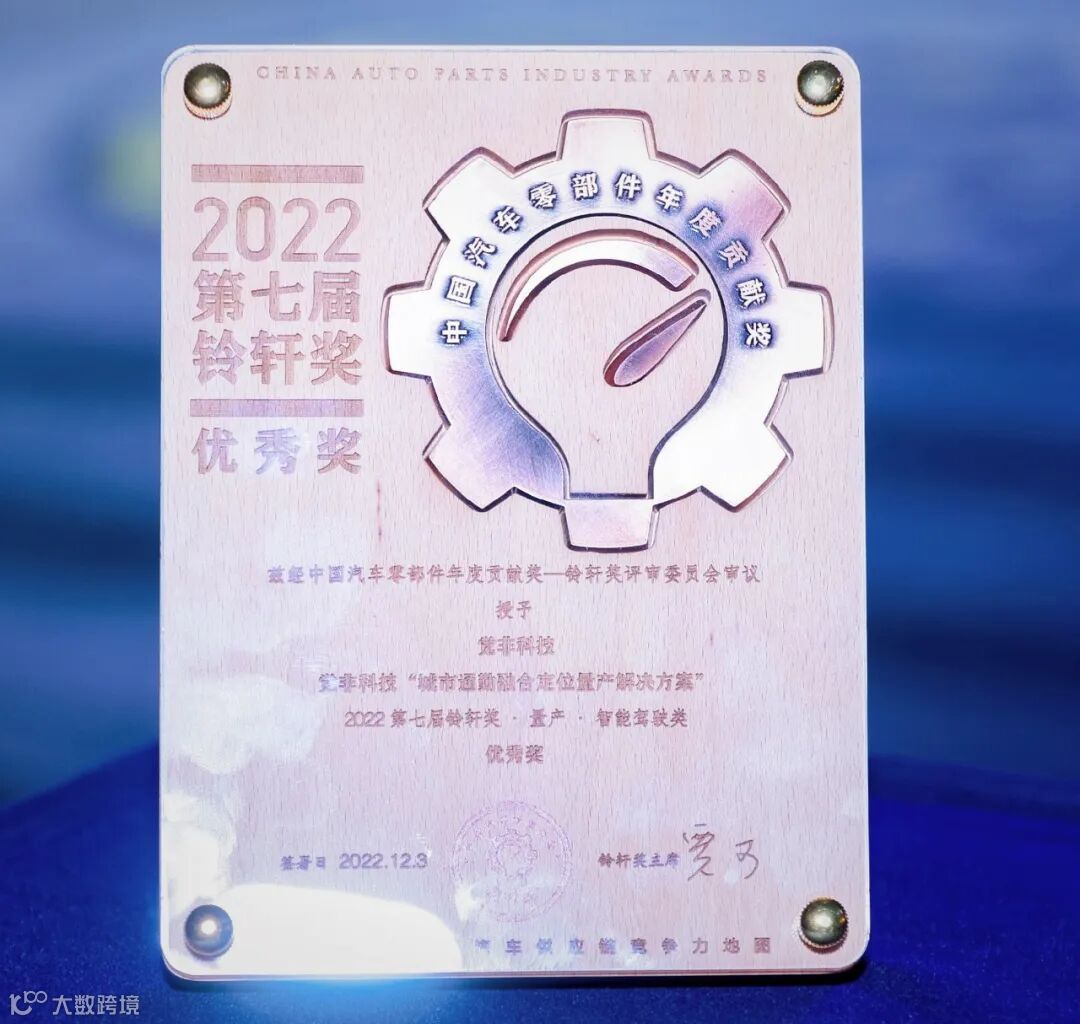 CHINA AUTO PARTS INDUSTRY AWARDS
中国汽车零部件年度贡献奖
2022
第七届
铃轩奖
优秀奖
兹经中国汽车零部件年度贡献奖—铃轩奖评审委员会审议
授予
觉非科技
觉非科技“城市通勤融合定位量产解决方案”
2022 第七届铃轩奖 · 量产 · 智能驾驶类
优秀奖
签署日 2022.12.3
铃轩奖主席 贾可
汽车供应链竞争力地图
大数跨境